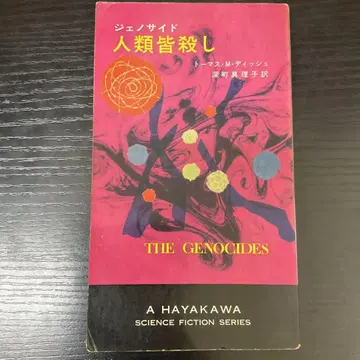 ジェノサイド
人類皆殺し
トーマス・M・ディッシュ
深町眞理子訳
THE GENOCIDES
A HAYAKAWA
SCIENCE FICTION SERIES